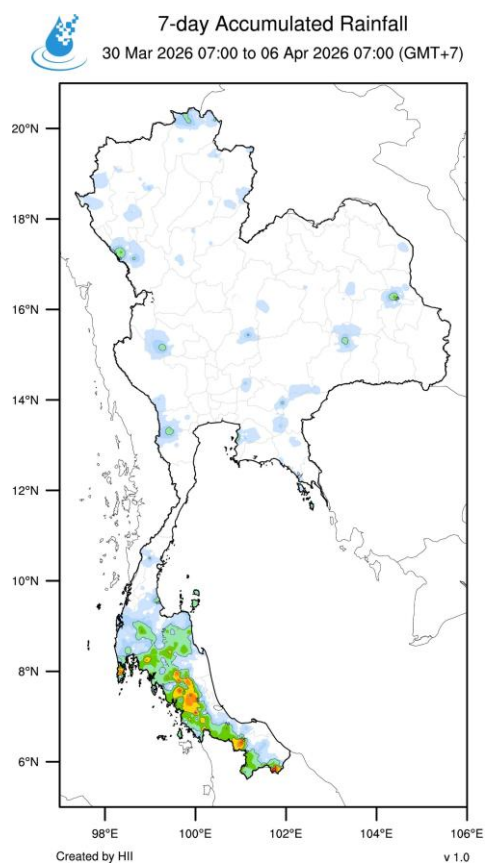 7-day Accumulated Rainfall
30 Mar 2026 07:00 to 06 Apr 2026 07:00 (GMT+7)
20°N
18°N
16°N
14°N
12°N
10°N
8°N
6°N
98°E 100°E 102°E 104°E 106°E
Created by HII v 1.0